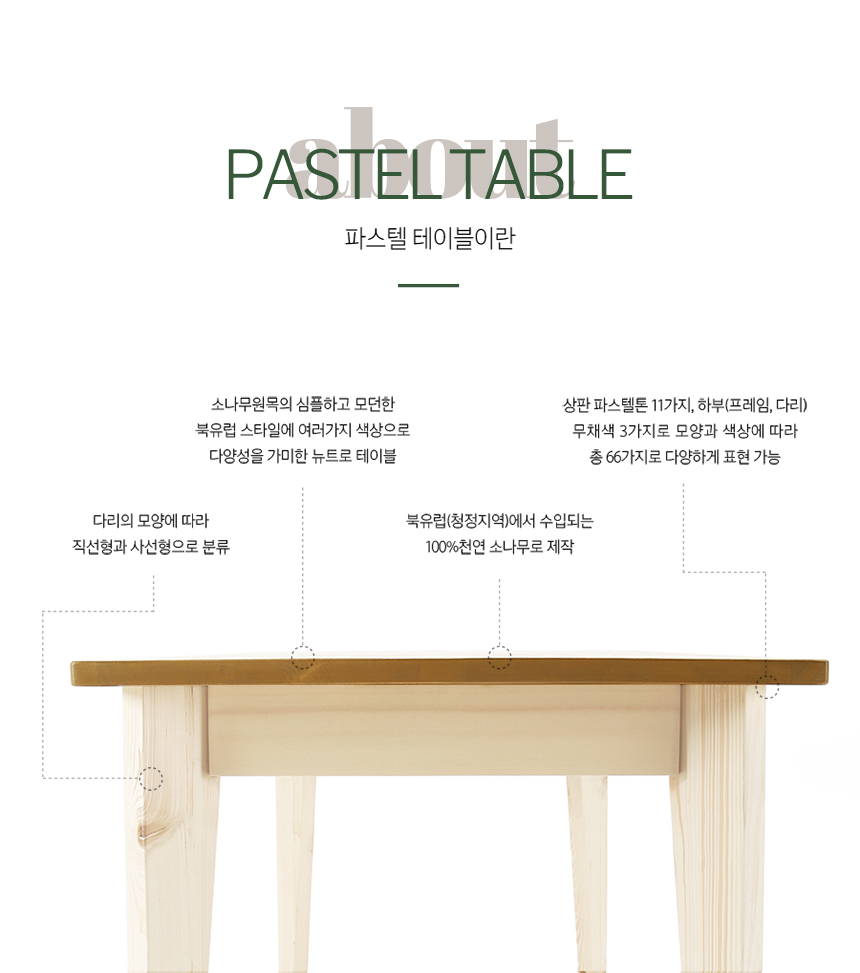 about
PASTEL TABLE
파스텔 테이블이란
소나무원목의 심플하고 모던한
북유럽 스타일에 여러가지 색상으로
다양성을 가미한 뉴트로 테이블
상판 파스텔톤 11가지, 하부(프레임, 다리)
무채색 3가지로 모양과 색상에 따라
총 66가지로 다양하게 표현 가능
다리의 모양에 따라
직선형과 사선형으로 분류
북유럽(청정지역)에서 수입되는
100%천연 소나무로 제작